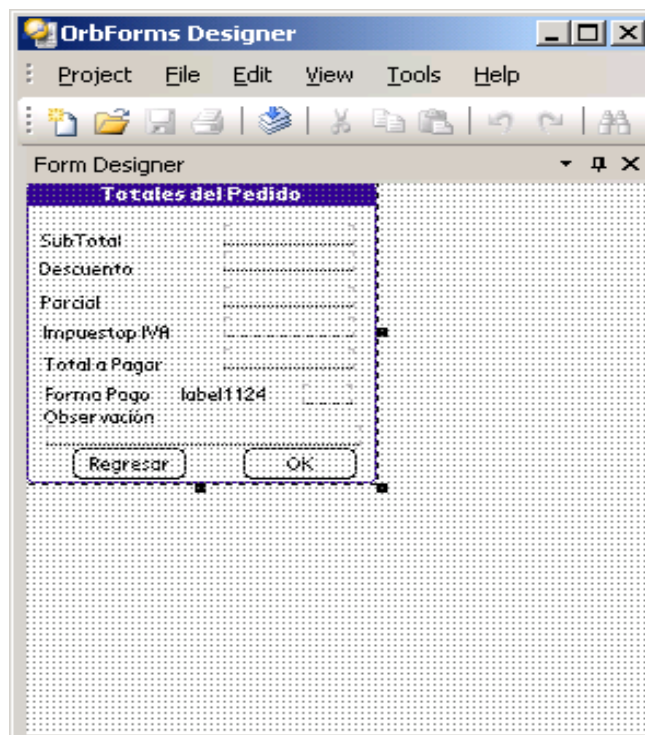 OrbForms Designer
Project File Edit View Tools Help
Form Designer
Totales del Pedido
SubTotal
Descuento
Parcial
Impuestop IVA
Total a Pagar
Forma Pago label1124
Observación
Regresar OK